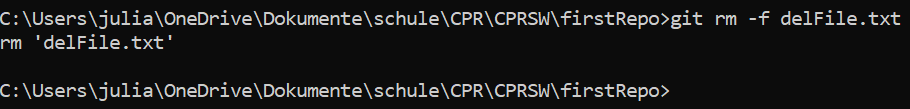 C:\Users\julia\OneDrive\Dokumente\schule\CPR\CPRSW\firstRepo>git rm -f delFile.txt
rm 'delFile.txt'
C:\Users\julia\OneDrive\Dokumente\schule\CPR\CPRSW\firstRepo>